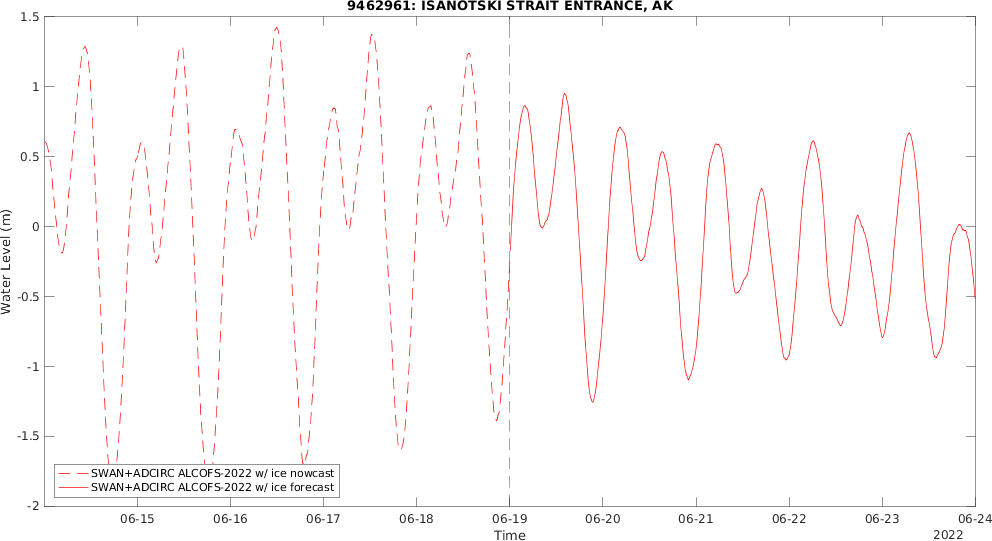 9462961: ISANOTSKI STRAIT ENTRANCE, AK
1.5
1
0.5
0
-0.5
-1
-1.5
-2
Water Level (m)
SWAN+ADCIRC ALCOFS-2022 w/ ice nowcast
SWAN+ADCIRC ALCOFS-2022 w/ ice forecast
06-15 06-16 06-17 06-18 06-19 06-20 06-21 06-22 06-23 06-24
Time
2022